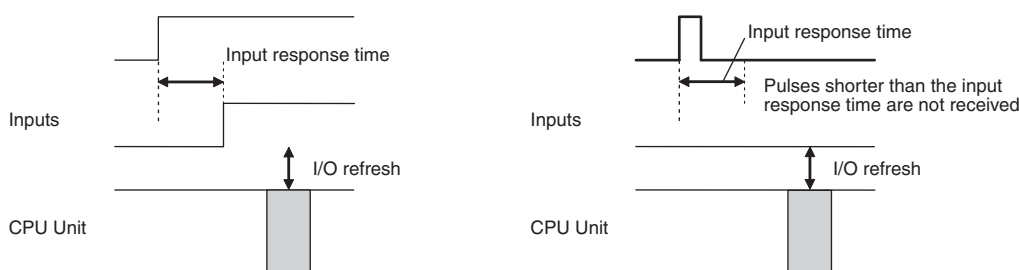 Input response time
Inputs
I/O refresh
CPU Unit
Input response time
Pulses shorter than the input
response time are not received
Inputs
I/O refresh
CPU Unit